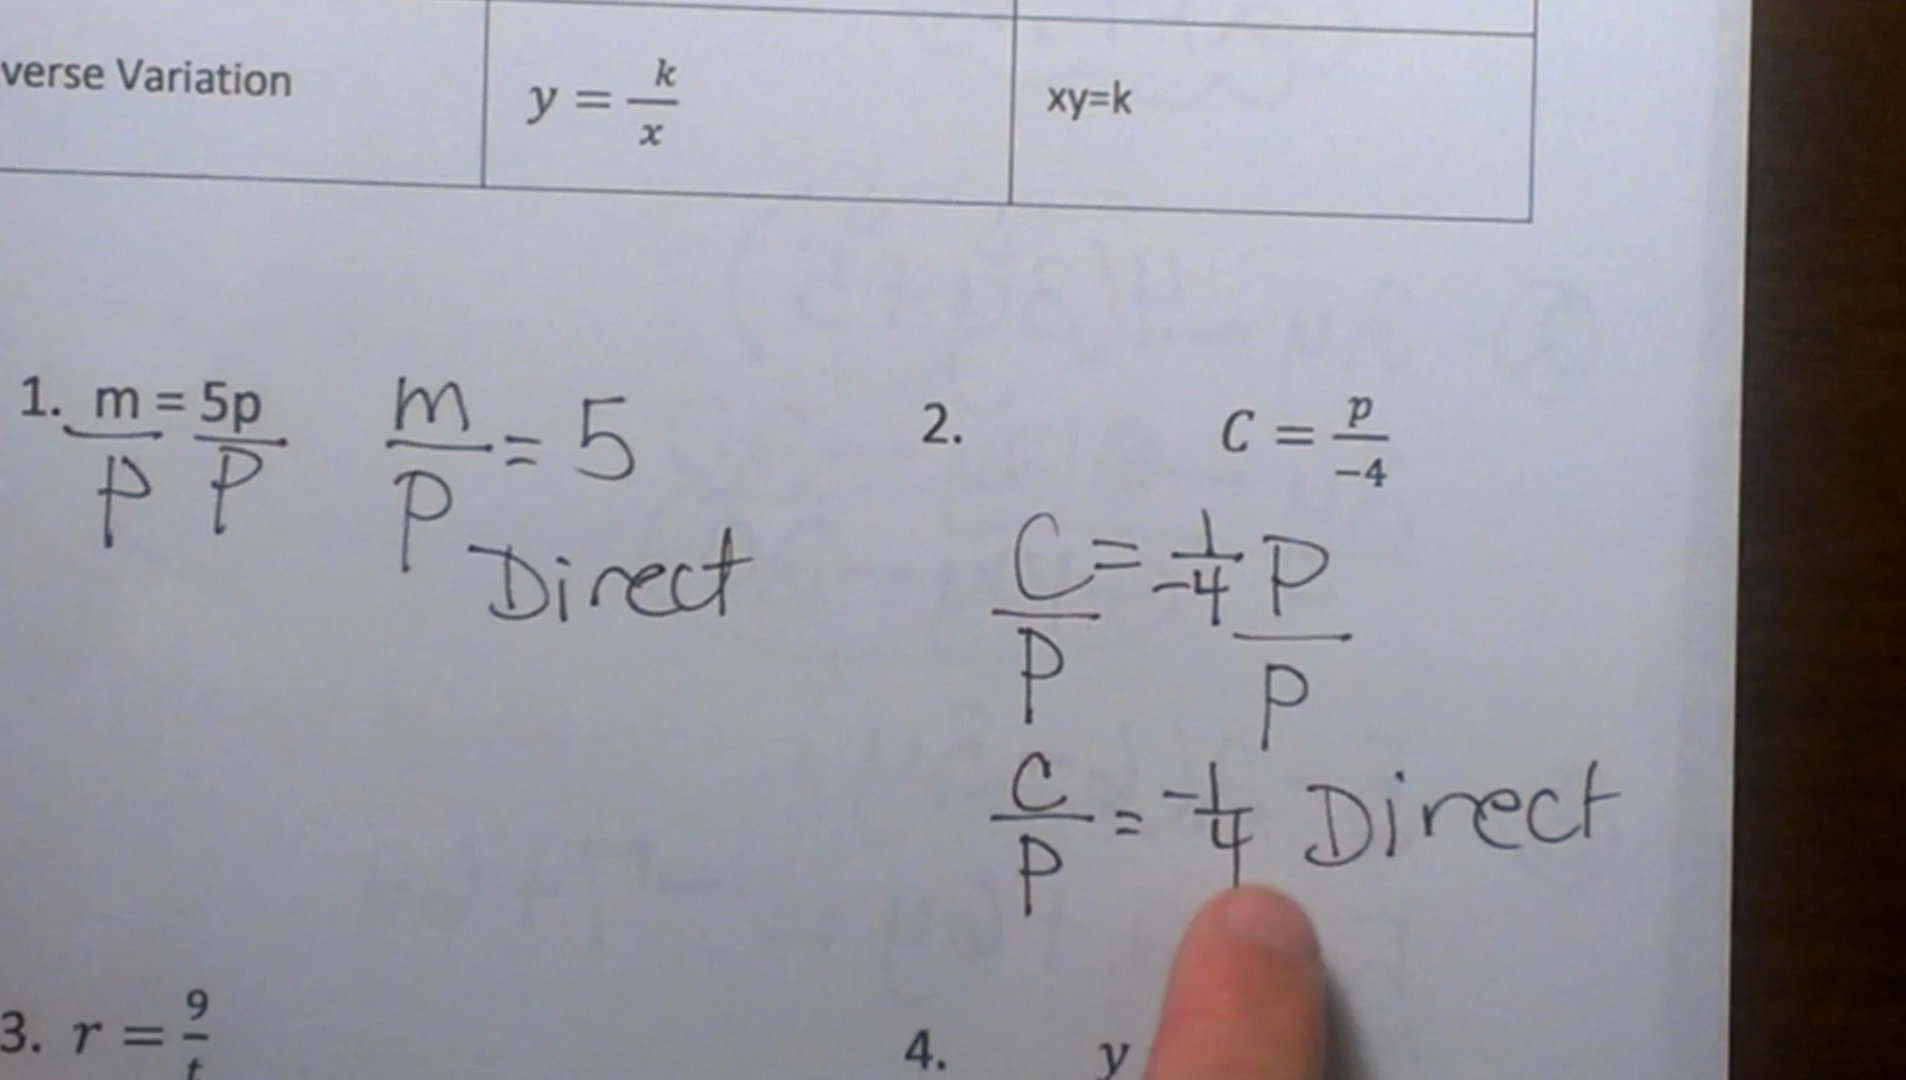 verse Variation
y = k/x
xy=k
1. m = 5p
p p
m/p = 5
Direct
2. C = p/-4
C = 1/-4 P
P P
C/P = -1/4 Direct
3. r = 9/t
4. y